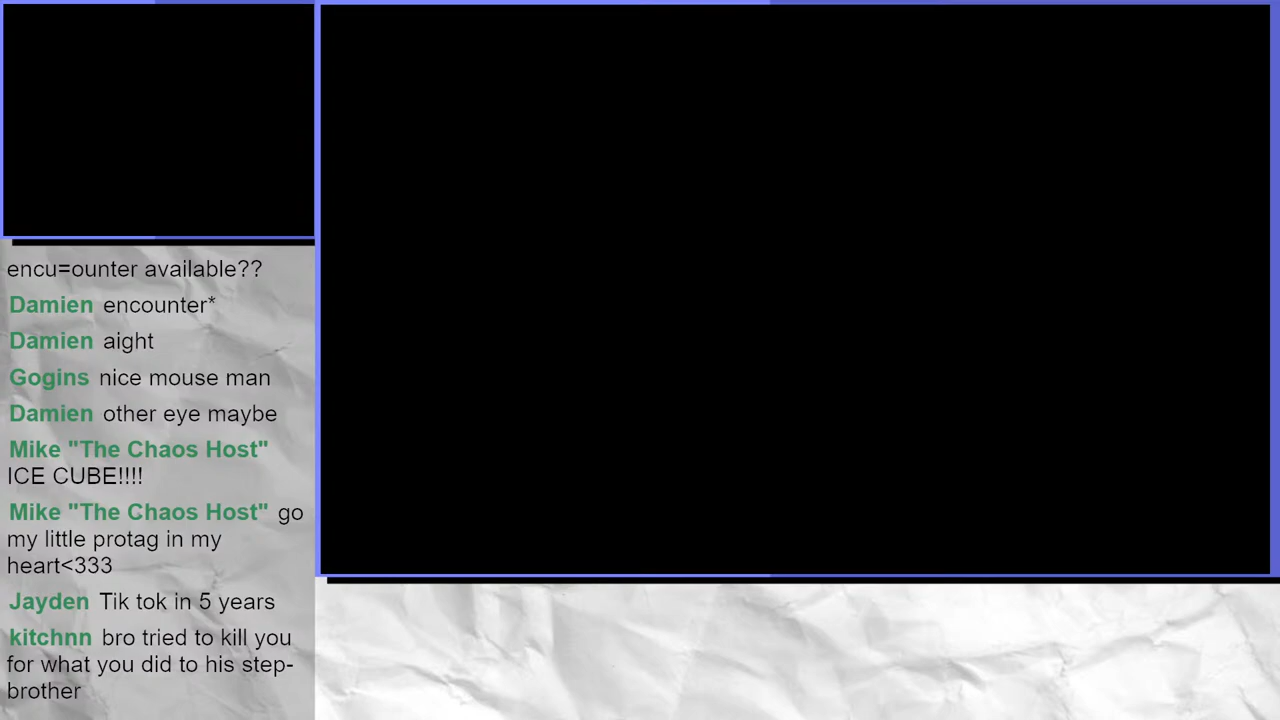 encu=ounter available??
Damien encounter*
Damien aight
Gogins nice mouse man
Damien other eye maybe
Mike "The Chaos Host"
ICE CUBE!!!!
Mike "The Chaos Host" go
my little protag in my
heart<333
Jayden Tik tok in 5 years
kitchnn bro tried to kill you
for what you did to his step-
brother